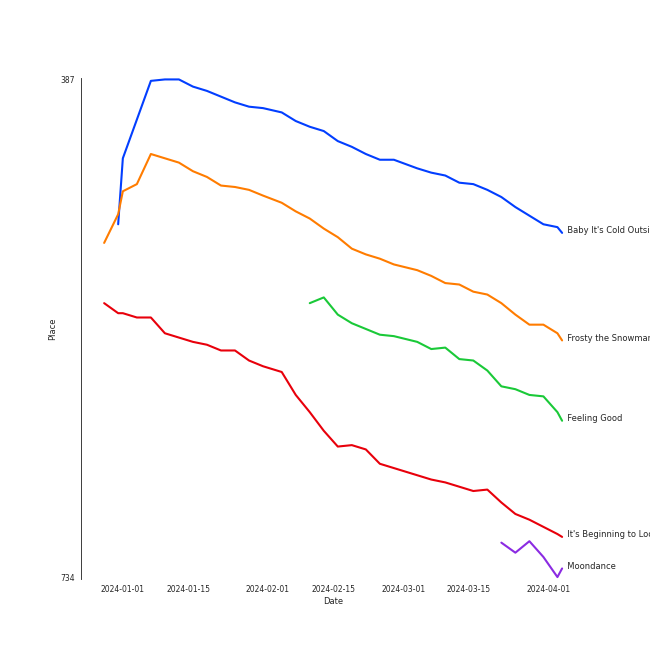 387
Baby It's Cold Outsi
Frosty the Snowman
Place
Feeling Good
It's Beginning to Loo
Moondance
734
2024-01-01 2024-01-15 2024-02-01 2024-02-15 2024-03-01 2024-03-15 2024-04-01
Date